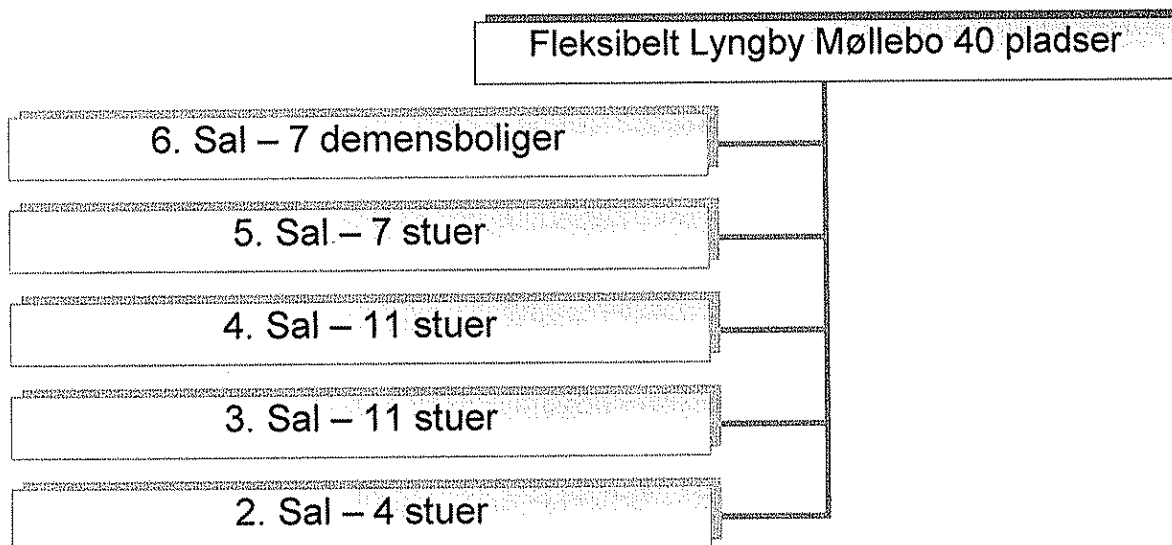 Fleksibelt Lyngby Møllebo 40 pladser
6. Sal – 7 demensboliger
5. Sal – 7 stuer
4. Sal – 11 stuer
3. Sal – 11 stuer
2. Sal – 4 stuer